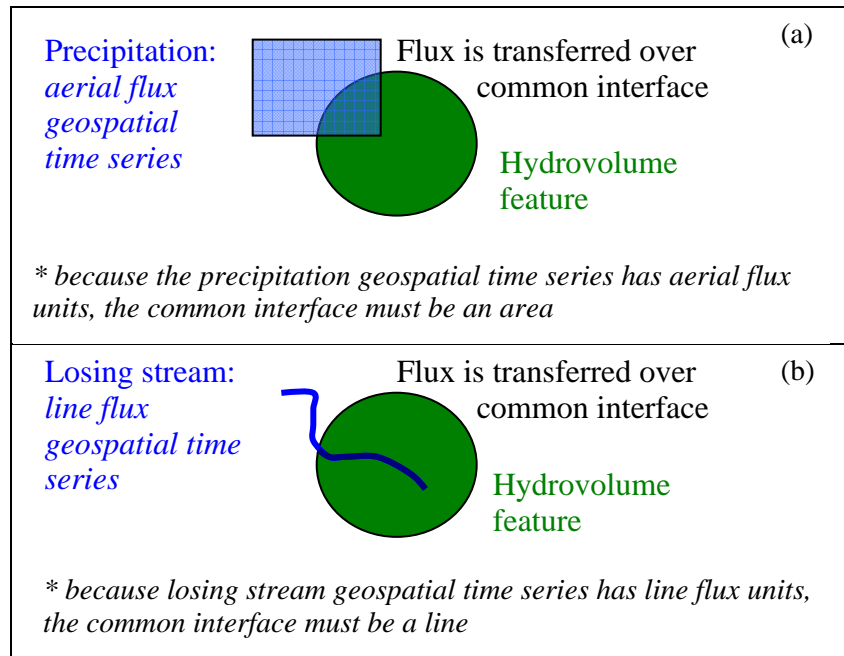 Precipitation:
aerial flux
geospatial
time series
Flux is transferred over
common interface
(a)
Hydrovolume
feature
* because the precipitation geospatial time series has aerial flux
units, the common interface must be an area
Losing stream:
line flux
geospatial time
series
Flux is transferred over
common interface
(b)
Hydrovolume
feature
* because losing stream geospatial time series has line flux units,
the common interface must be a line